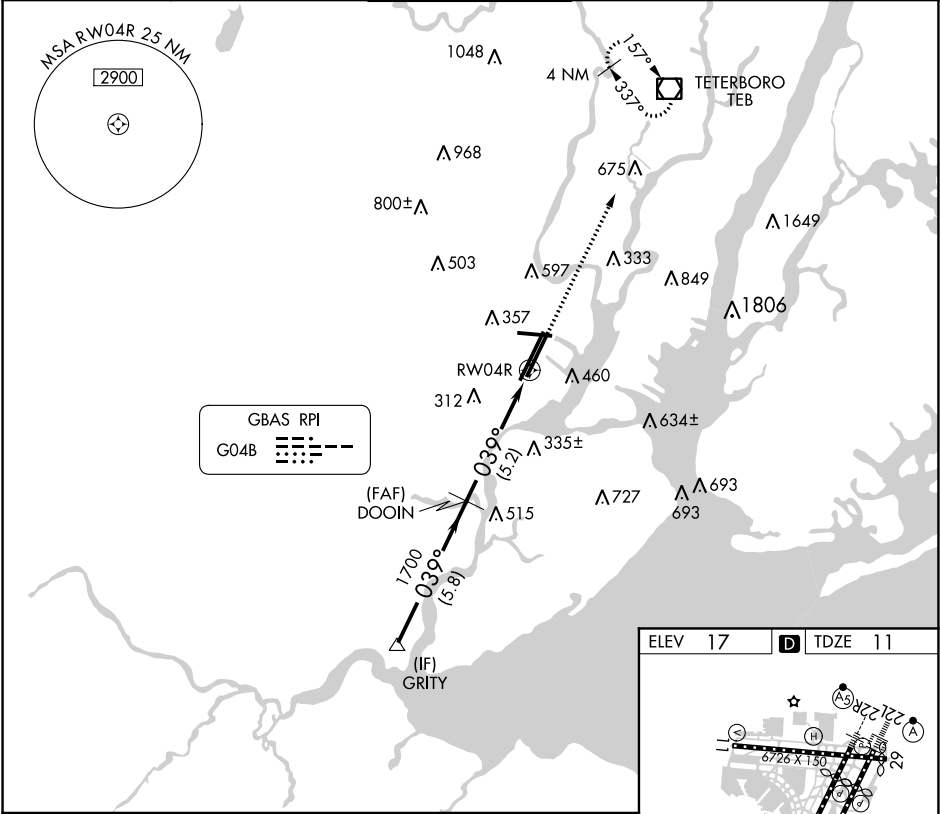 MSA RW04R 25 NM
2900
1048
4 NM
157°
337°
TETERBORO
TEB
968
675
800±
1649
503
597
333
849
1806
357
RW04R
460
312
634±
GBAS RPI
G04B
039°
(5.2)
335±
(FAF)
DOOIN
515
727
693
693
1700
039°
(5.8)
(IF)
GRITY
ELEV 17
D
TDZE 11
A5
22R
22L
A
V
H
P
11
6726 X 150
29
P
P